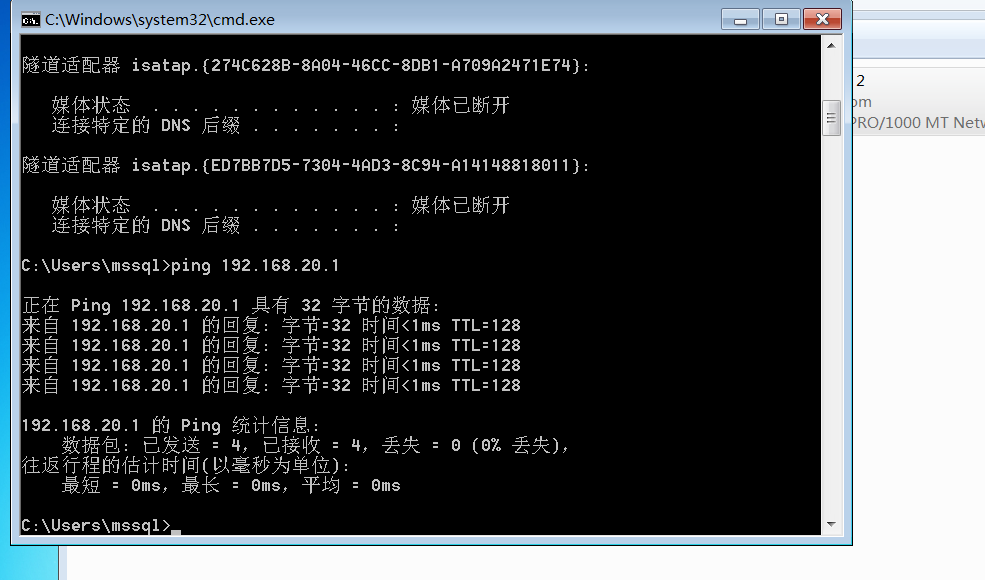 C:\Windows\system32\cmd.exe
隧道适配器 isatap.{274C628B-8A04-46CC-8DB1-A709A2471E74}:
媒体状态 . . . . . . . . . . . . : 媒体已断开
连接特定的 DNS 后缀 . . . . . . . :
隧道适配器 isatap.{ED7BB7D5-7304-4AD3-8C94-A14148818011}:
媒体状态 . . . . . . . . . . . . : 媒体已断开
连接特定的 DNS 后缀 . . . . . . . :
C:\Users\mssql>ping 192.168.20.1
正在 Ping 192.168.20.1 具有 32 字节的数据:
来自 192.168.20.1 的回复: 字节=32 时间<1ms TTL=128
来自 192.168.20.1 的回复: 字节=32 时间<1ms TTL=128
来自 192.168.20.1 的回复: 字节=32 时间<1ms TTL=128
来自 192.168.20.1 的回复: 字节=32 时间<1ms TTL=128
192.168.20.1 的 Ping 统计信息:
数据包: 已发送 = 4，已接收 = 4，丢失 = 0 (0% 丢失)，
往返行程的估计时间(以毫秒为单位):
最短 = 0ms，最长 = 0ms，平均 = 0ms
C:\Users\mssql>_
2
om
PRO/1000 MT Netw